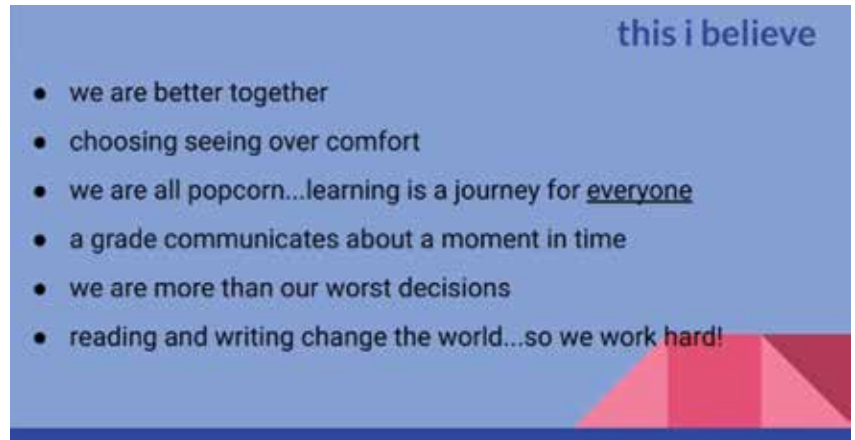 this i believe
● we are better together
● choosing seeing over comfort
● we are all popcorn...learning is a journey for everyone
● a grade communicates about a moment in time
● we are more than our worst decisions
● reading and writing change the world...so we work hard!